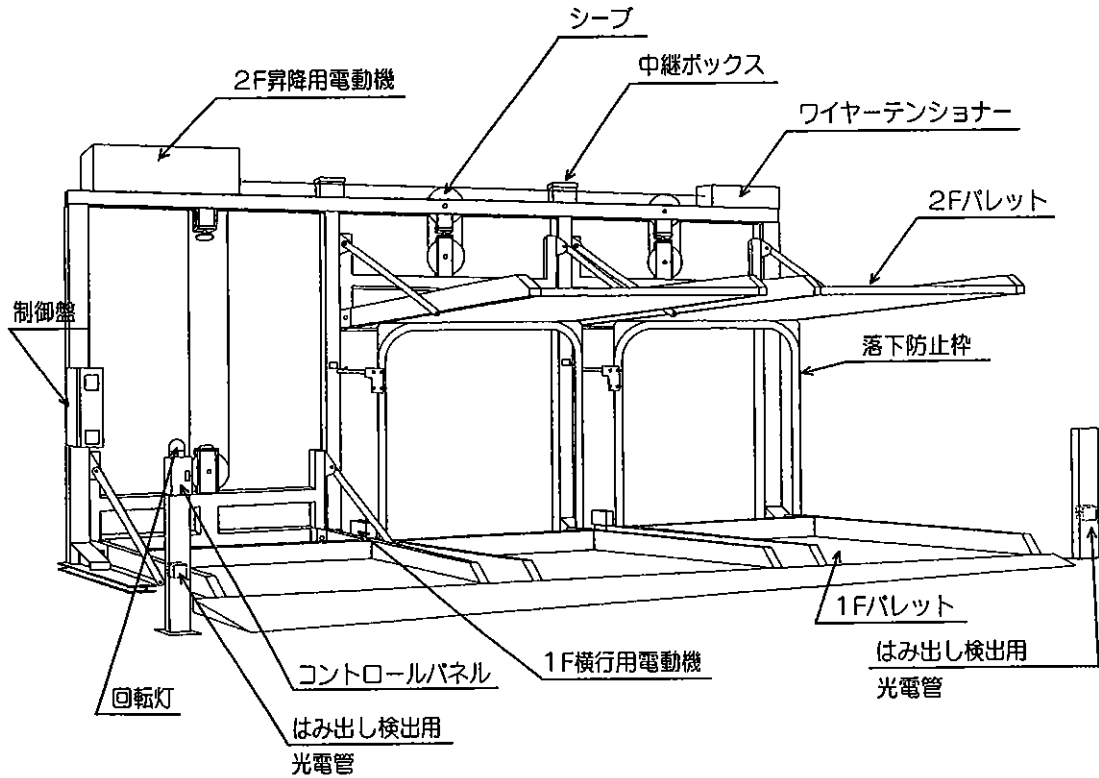 シーブ
中継ボックス
2F昇降用電動機
ワイヤーテンショナー
2Fパレット
制御盤
落下防止枠
1Fパレット
はみ出し検出用
光電管
1F横行用電動機
コントロールパネル
回転灯
はみ出し検出用
光電管